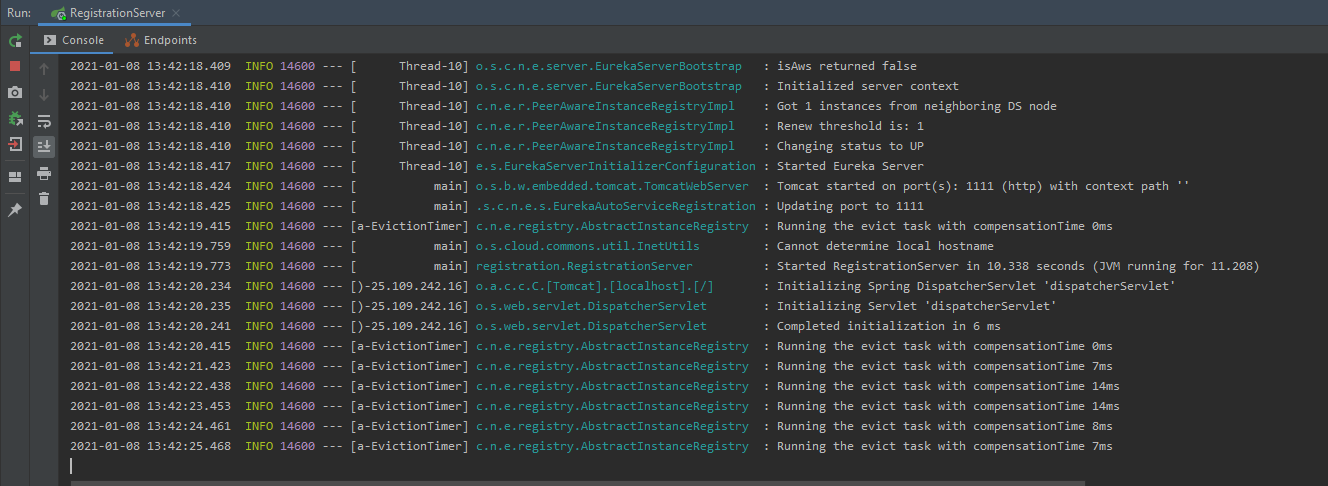 Run: RegistrationServer
Console Endpoints
2021-01-08 13:42:18.409  INFO 14600 --- [      Thread-10] o.s.c.n.e.server.EurekaServerBootstrap   : isAws returned false
2021-01-08 13:42:18.410  INFO 14600 --- [      Thread-10] o.s.c.n.e.server.EurekaServerBootstrap   : Initialized server context
2021-01-08 13:42:18.410  INFO 14600 --- [      Thread-10] c.n.e.r.PeerAwareInstanceRegistryImpl    : Got 1 instances from neighboring DS node
2021-01-08 13:42:18.410  INFO 14600 --- [      Thread-10] c.n.e.r.PeerAwareInstanceRegistryImpl    : Renew threshold is: 1
2021-01-08 13:42:18.410  INFO 14600 --- [      Thread-10] c.n.e.r.PeerAwareInstanceRegistryImpl    : Changing status to UP
2021-01-08 13:42:18.417  INFO 14600 --- [      Thread-10] e.s.EurekaServerInitializerConfiguration : Started Eureka Server
2021-01-08 13:42:18.424  INFO 14600 --- [           main] o.s.b.w.embedded.tomcat.TomcatWebServer  : Tomcat started on port(s): 1111 (http) with context path ''
2021-01-08 13:42:18.425  INFO 14600 --- [           main] .s.c.n.e.s.EurekaAutoServiceRegistration : Updating port to 1111
2021-01-08 13:42:19.415  INFO 14600 --- [a-EvictionTimer] c.n.e.registry.AbstractInstanceRegistry  : Running the evict task with compensationTime 0ms
2021-01-08 13:42:19.759  INFO 14600 --- [           main] o.s.cloud.commons.util.InetUtils         : Cannot determine local hostname
2021-01-08 13:42:19.773  INFO 14600 --- [           main] registration.RegistrationServer          : Started RegistrationServer in 10.338 seconds (JVM running for 11.208)
2021-01-08 13:42:20.234  INFO 14600 --- [)-25.109.242.16] o.a.c.c.C.[Tomcat].[localhost].[/]       : Initializing Spring DispatcherServlet 'dispatcherServlet'
2021-01-08 13:42:20.235  INFO 14600 --- [)-25.109.242.16] o.s.web.servlet.DispatcherServlet        : Initializing Servlet 'dispatcherServlet'
2021-01-08 13:42:20.241  INFO 14600 --- [)-25.109.242.16] o.s.web.servlet.DispatcherServlet        : Completed initialization in 6 ms
2021-01-08 13:42:20.415  INFO 14600 --- [a-EvictionTimer] c.n.e.registry.AbstractInstanceRegistry  : Running the evict task with compensationTime 0ms
2021-01-08 13:42:21.423  INFO 14600 --- [a-EvictionTimer] c.n.e.registry.AbstractInstanceRegistry  : Running the evict task with compensationTime 7ms
2021-01-08 13:42:22.438  INFO 14600 --- [a-EvictionTimer] c.n.e.registry.AbstractInstanceRegistry  : Running the evict task with compensationTime 14ms
2021-01-08 13:42:23.453  INFO 14600 --- [a-EvictionTimer] c.n.e.registry.AbstractInstanceRegistry  : Running the evict task with compensationTime 14ms
2021-01-08 13:42:24.461  INFO 14600 --- [a-EvictionTimer] c.n.e.registry.AbstractInstanceRegistry  : Running the evict task with compensationTime 8ms
2021-01-08 13:42:25.468  INFO 14600 --- [a-EvictionTimer] c.n.e.registry.AbstractInstanceRegistry  : Running the evict task with compensationTime 7ms